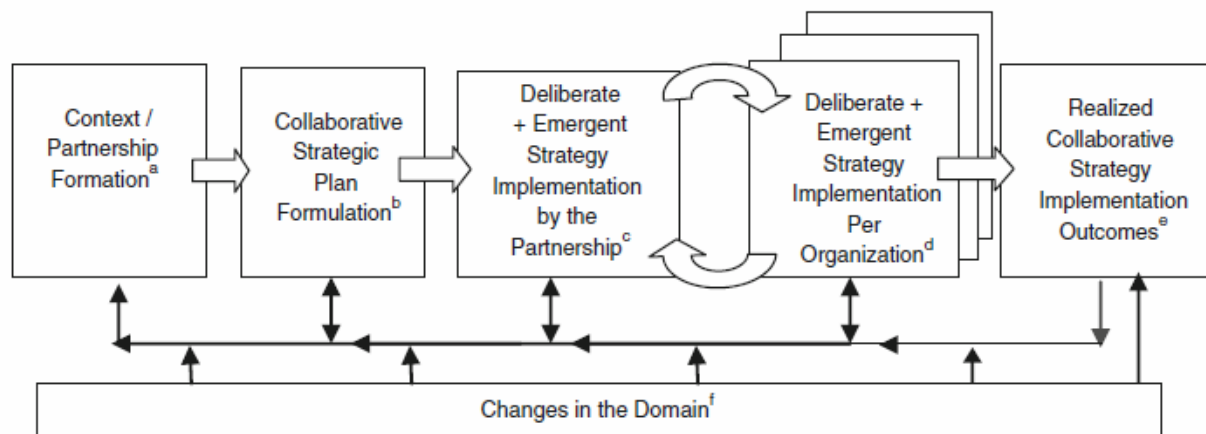 Context /
Partnership
Formation^a
Collaborative
Strategic
Plan
Formulation^b
Deliberate
+ Emergent
Strategy
Implementation
by the
Partnership^c
Deliberate +
Emergent
Strategy
Implementation
Per
Organization^d
Realized
Collaborative
Strategy
Implementation
Outcomes^e
Changes in the Domain^f